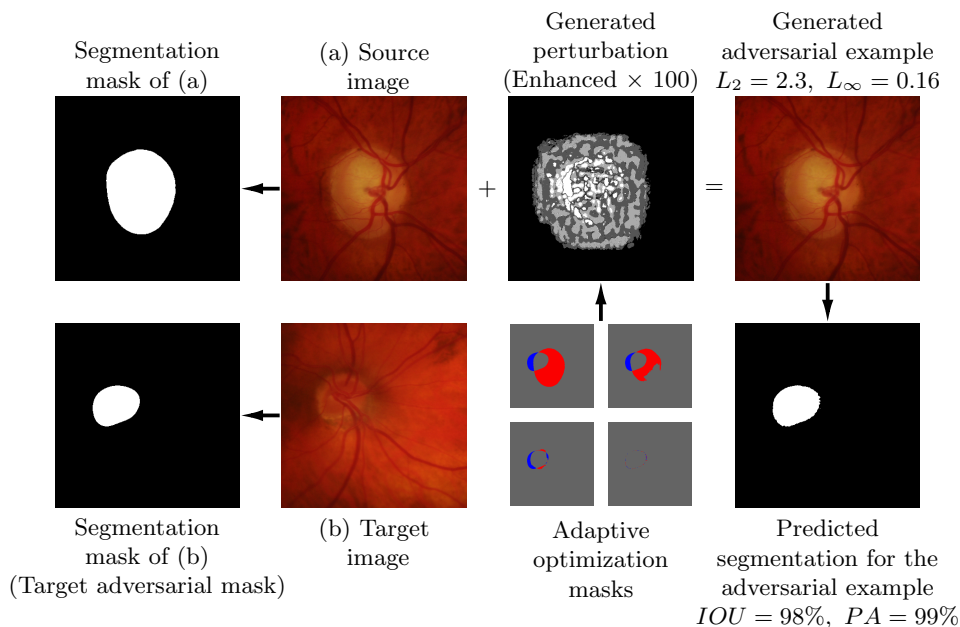 Segmentation
mask of (a)
(a) Source
image
Generated
perturbation
(Enhanced × 100)
Generated
adversarial example
L₂ = 2.3, L∞ = 0.16
+
=
Segmentation
mask of (b)
(Target adversarial mask)
(b) Target
image
Adaptive
optimization
masks
Predicted
segmentation for the
adversarial example
IOU = 98%, PA = 99%